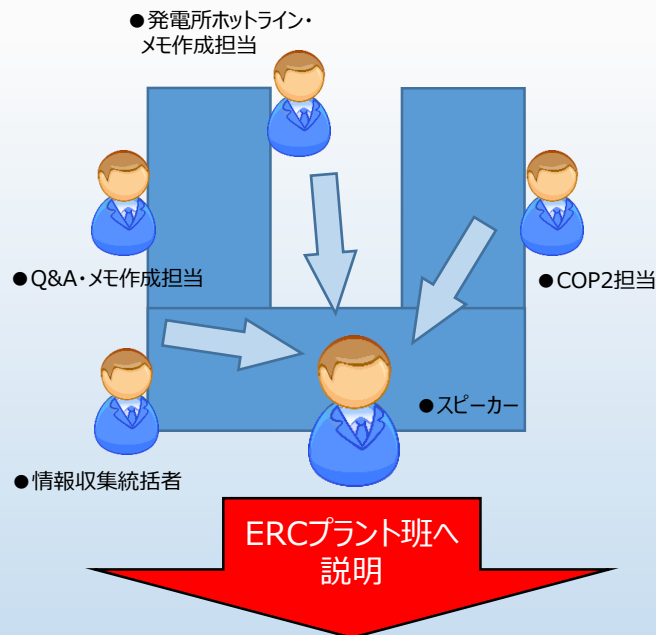 ●発電所ホットライン・
メモ作成担当
●Q&A・メモ作成担当
●COP2担当
●スピーカー
●情報収集統括者
ERCプラント班へ
説明